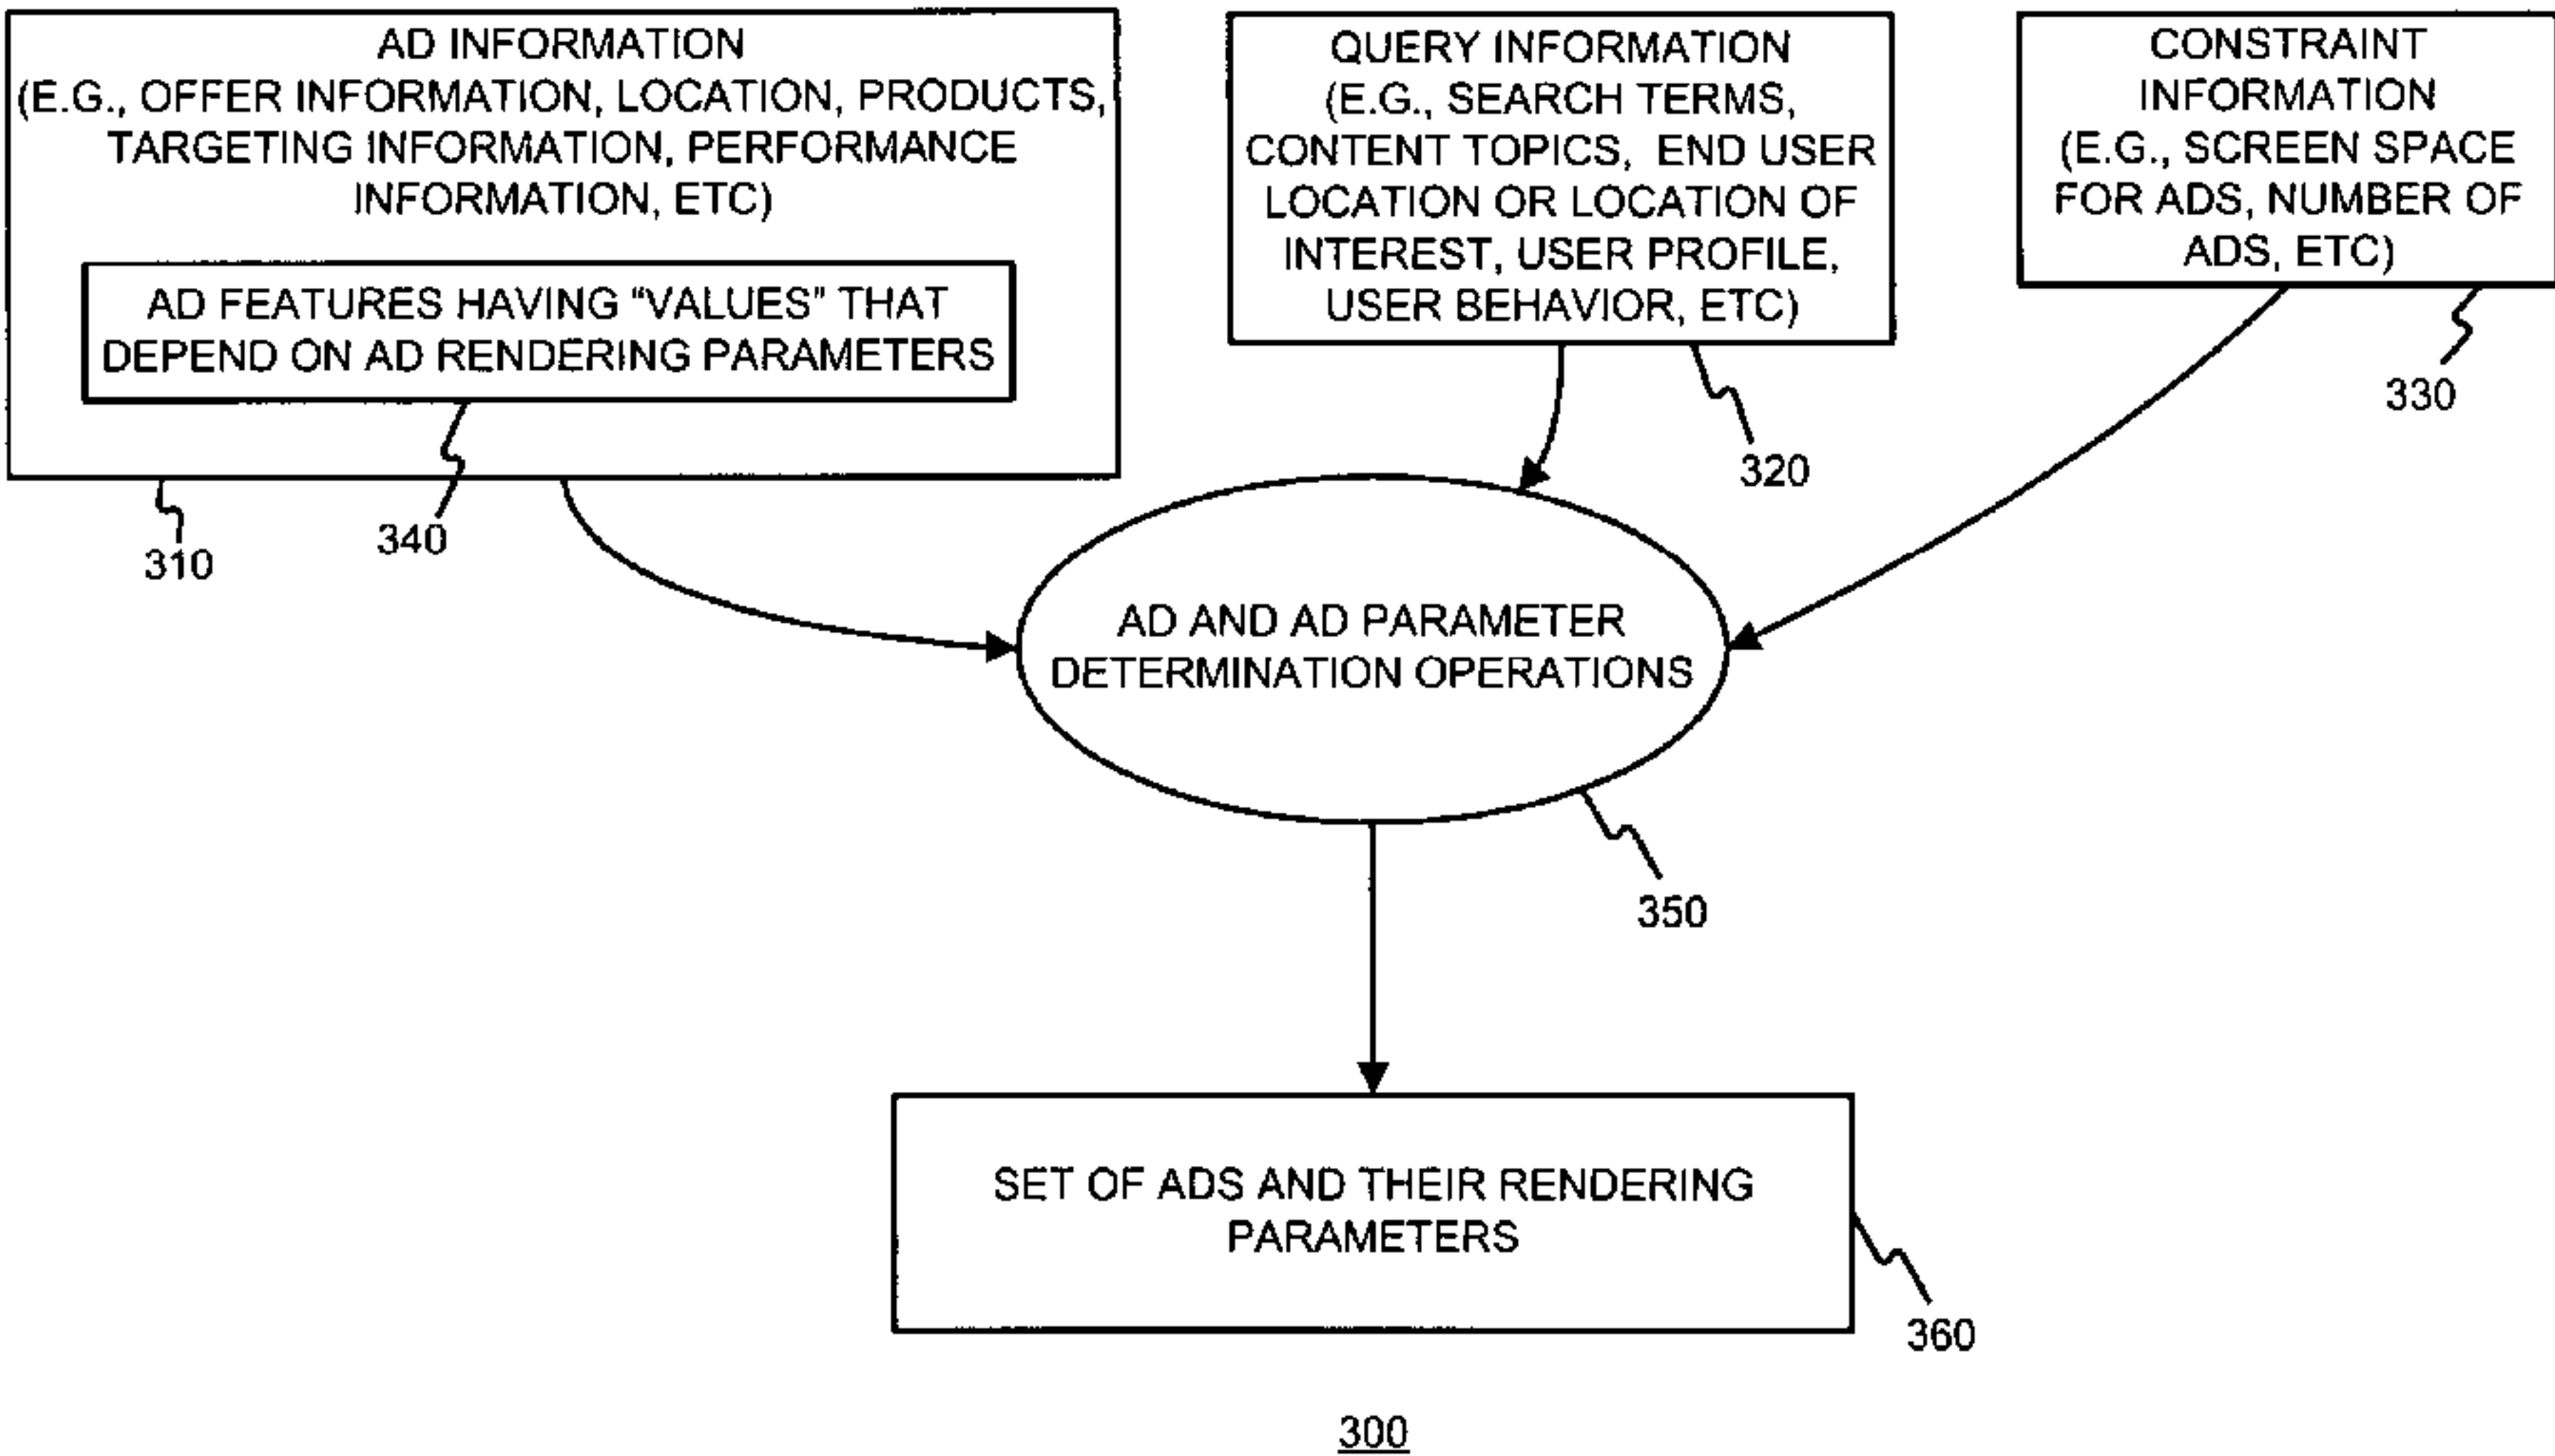 AD INFORMATION
(E.G., OFFER INFORMATION, LOCATION, PRODUCTS,
TARGETING INFORMATION, PERFORMANCE
INFORMATION, ETC)
AD FEATURES HAVING “VALUES” THAT
DEPEND ON AD RENDERING PARAMETERS
310
340
QUERY INFORMATION
(E.G., SEARCH TERMS,
CONTENT TOPICS, END USER
LOCATION OR LOCATION OF
INTEREST, USER PROFILE,
USER BEHAVIOR, ETC)
320
CONSTRAINT
INFORMATION
(E.G., SCREEN SPACE
FOR ADS, NUMBER OF
ADS, ETC)
330
AD AND AD PARAMETER
DETERMINATION OPERATIONS
350
SET OF ADS AND THEIR RENDERING
PARAMETERS
360
300